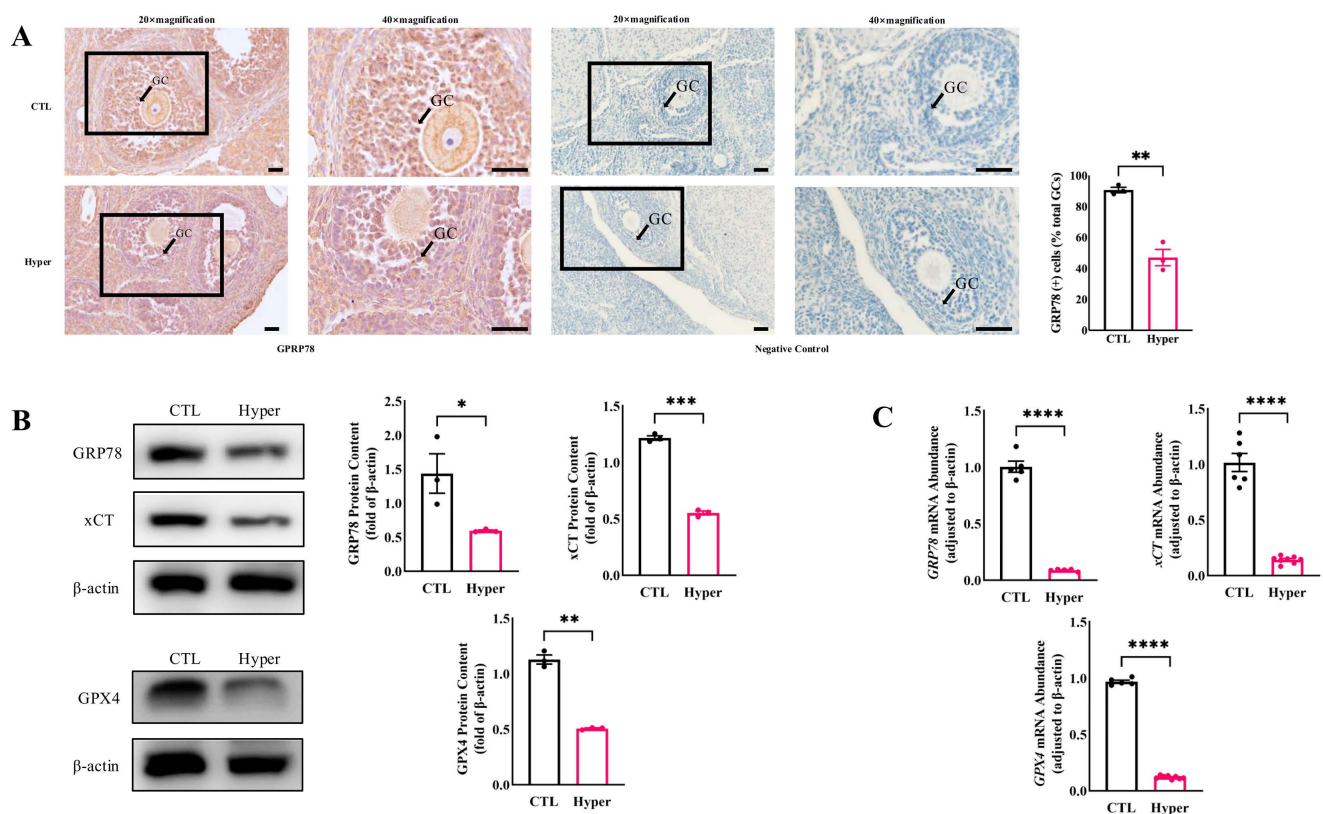 A
20×magnification
40×magnification
20×magnification
40×magnification
CTL
GC
GC
GC
GC
Hyper
GC
GC
GC
GC
GPRP78
Negative Control
**
GRP78 (+) cells (% total GCs)
100
80
60
40
20
0
CTL
Hyper
B
CTL
Hyper
GRP78
xCT
β-actin
CTL
Hyper
GPX4
β-actin
*
GRP78 Protein Content
(fold of β-actin)
2.5
2.0
1.5
1.0
0.5
0.0
CTL
Hyper
***
xCT Protein Content
(fold of β-actin)
1.5
1.0
0.5
0.0
CTL
Hyper
**
GPX4 Protein Content
(fold of β-actin)
1.5
1.0
0.5
0.0
CTL
Hyper
C
****
GRP78 mRNA Abundance
(adjusted to β-actin)
1.5
1.0
0.5
0.0
CTL
Hyper
****
xCT mRNA Abundance
(adjusted to β-actin)
1.5
1.0
0.5
0.0
CTL
Hyper
****
GPX4 mRNA Abundance
(adjusted to β-actin)
1.5
1.0
0.5
0.0
CTL
Hyper